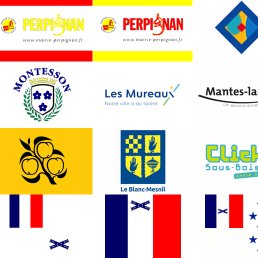 PERPIGNAN
www.mairie-perpignan.fr
PERPIGNAN
www.mairie-perpignan.fr
MONTESSON
Les Mureaux
Notre ville a du talent
Mantes-la
Le Blanc-Mesnil
Clich
Sous-Bois